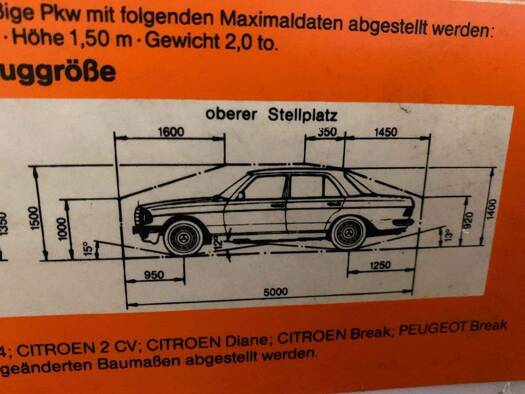 ßige Pkw mit folgenden Maximaldaten abgestellt werden:
· Höhe 1,50 m · Gewicht 2,0 to.
uggröße
oberer Stellplatz
1600
350
1450
1350
1500
1000
15°
12°
13°
920
1400
950
1250
5000
4; CITROEN 2 CV; CITROEN Diane; CITROEN Break; PEUGEOT Break
geänderten Baumaßen abgestellt werden.